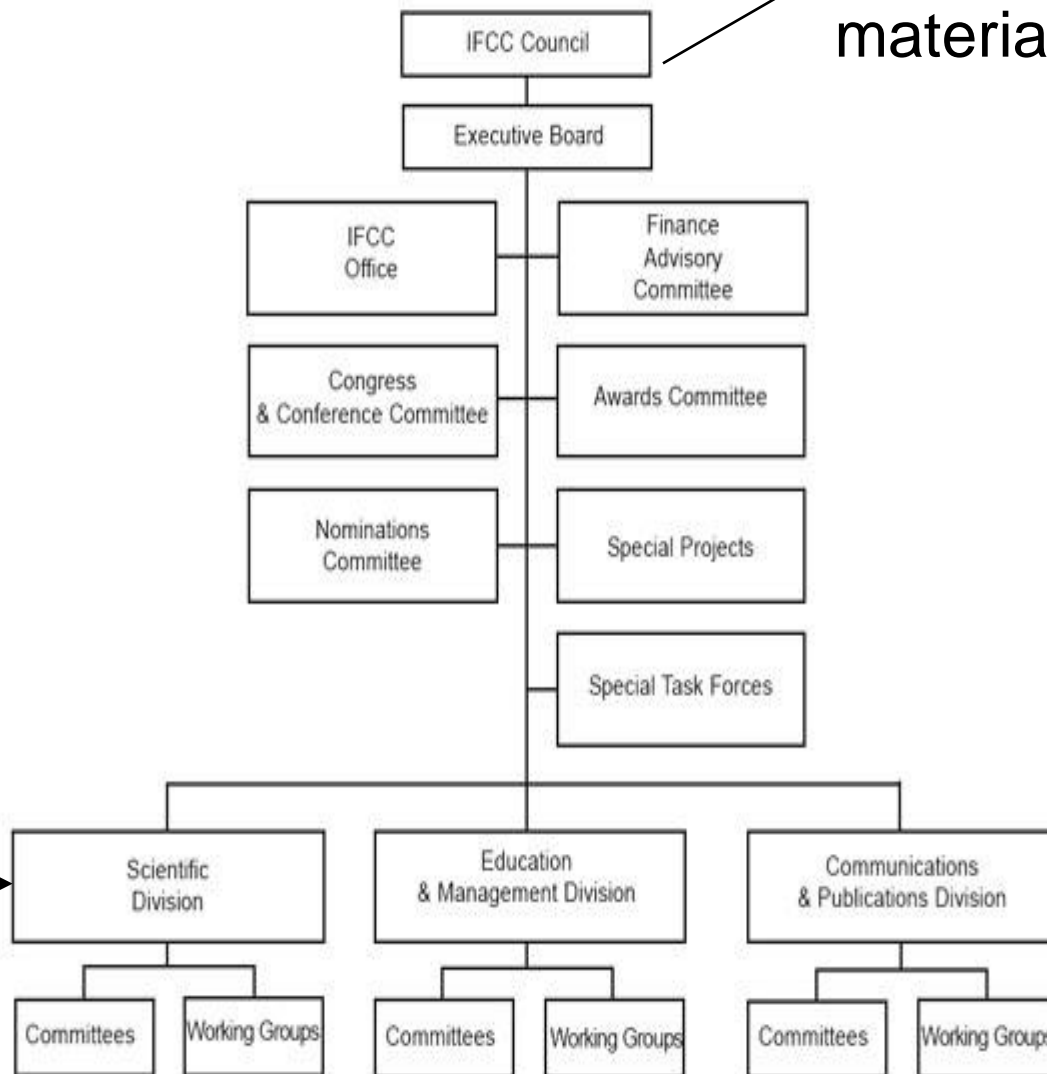 materia
IFCC Council
Executive Board
IFCC
Office
Finance
Advisory
Committee
Congress
& Conference Committee
Awards Committee
Nominations
Committee
Special Projects
Special Task Forces
Scientific
Division
Education
& Management Division
Communications
& Publications Division
Committees
Working Groups
Committees
Working Groups
Committees
Working Groups